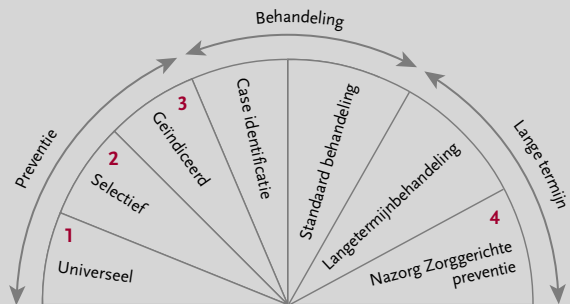 Behandeling
Preventie
Lange termijn
1
Universeel
2
Selectief
3
Geïndiceerd
Case identificatie
Standaard behandeling
Langetermijnbehandeling
4
Nazorg Zorggerichte
preventie